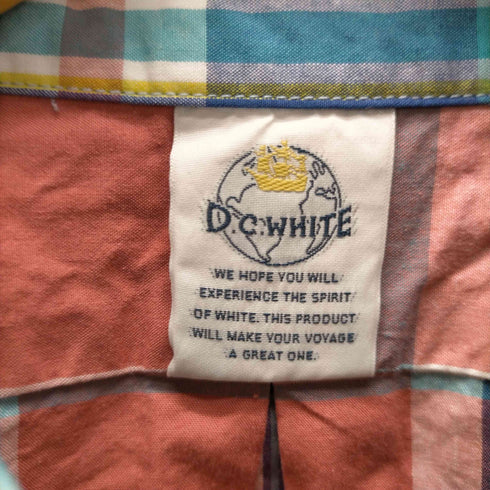 D.C.WHITE
WE HOPE YOU WILL
EXPERIENCE THE SPIRIT
OF WHITE. THIS PRODUCT
WILL MAKE YOUR VOYAGE
A GREAT ONE.